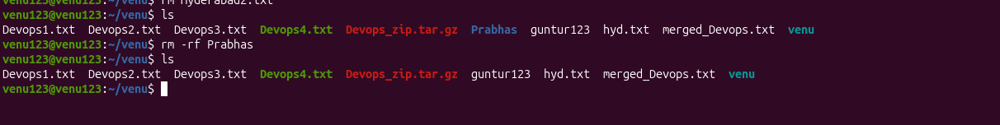 venu123@venu123:~/venu$ rm hyderabad2.txt
venu123@venu123:~/venu$ ls
Devops1.txt  Devops2.txt  Devops3.txt  Devops4.txt  Devops_zip.tar.gz  Prabhas  guntur123  hyd.txt  merged_Devops.txt  venu
venu123@venu123:~/venu$ rm -rf Prabhas
venu123@venu123:~/venu$ ls
Devops1.txt  Devops2.txt  Devops3.txt  Devops4.txt  Devops_zip.tar.gz  guntur123  hyd.txt  merged_Devops.txt  venu
venu123@venu123:~/venu$